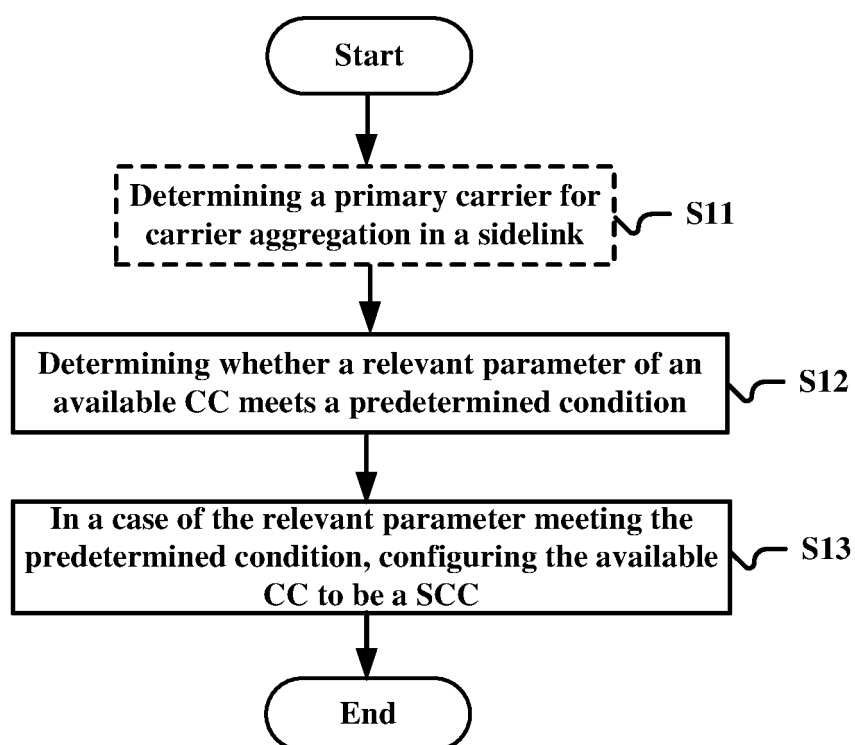 Start
Determining a primary carrier for
carrier aggregation in a sidelink
S11
Determining whether a relevant parameter of an
available CC meets a predetermined condition
S12
In a case of the relevant parameter meeting the
predetermined condition, configuring the available
CC to be a SCC
S13
End